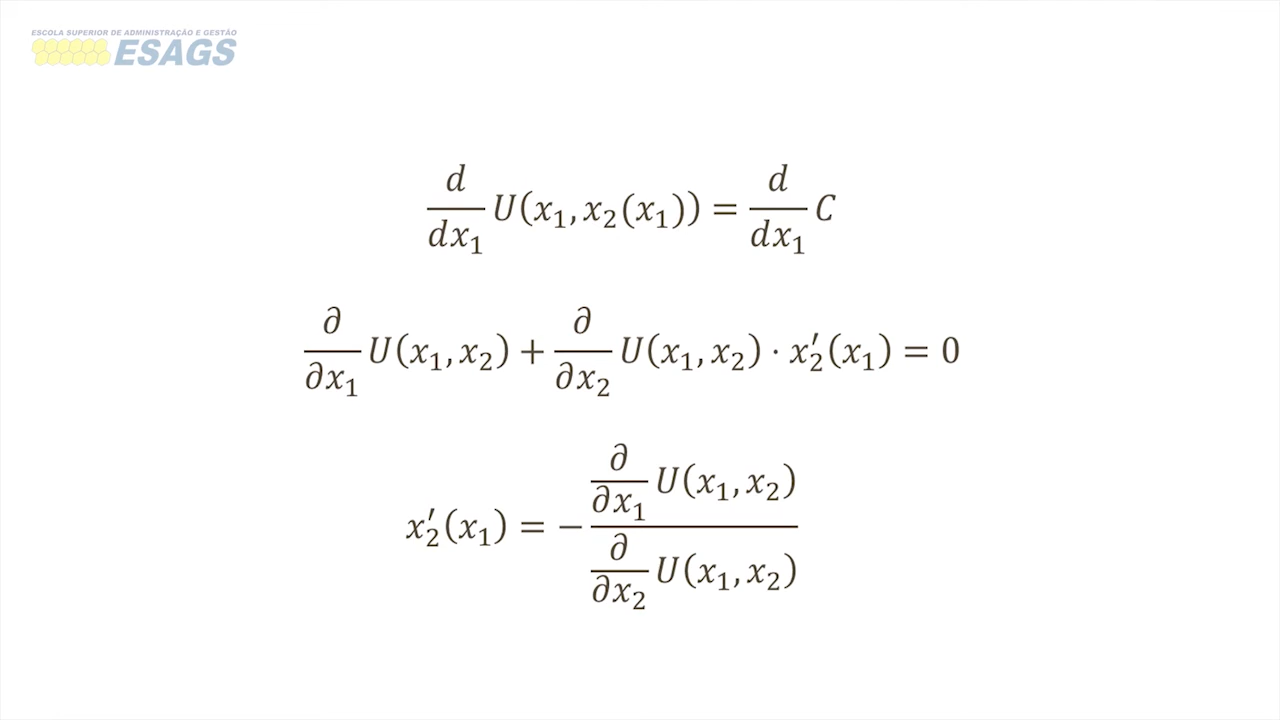 ESCOLA SUPERIOR DE ADMINISTRAÇÃO E GESTÃO
ESAGS
d/dx₁ U(x₁, x₂(x₁)) = d/dx₁ C
∂/∂x₁ U(x₁, x₂) + ∂/∂x₂ U(x₁, x₂) · x₂′(x₁) = 0
x₂′(x₁) = − (∂/∂x₁ U(x₁, x₂)) / (∂/∂x₂ U(x₁, x₂))